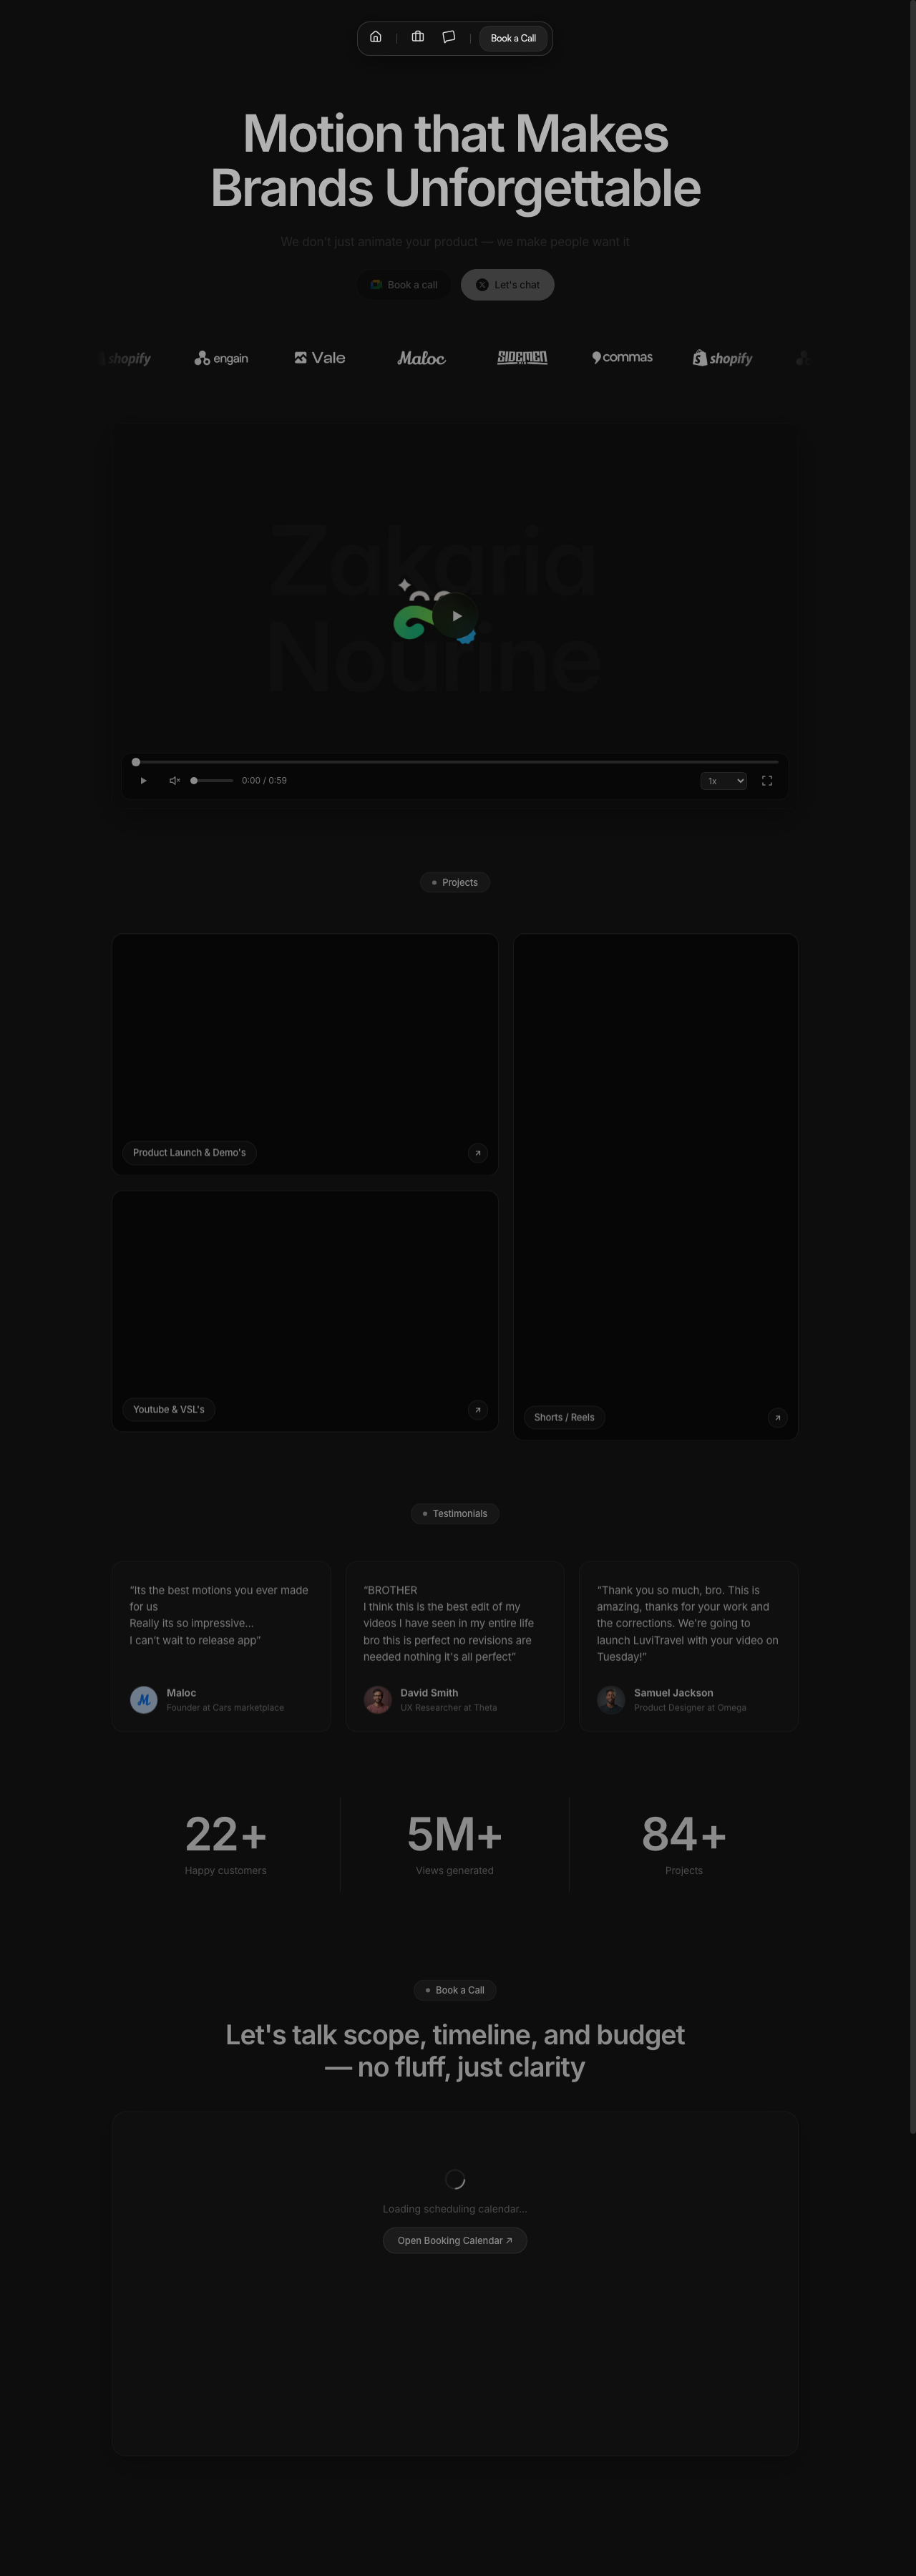 Book a Call
Motion that Makes
Brands Unforgettable
We don't just animate your product — we make people want it
Book a call
Let's chat
shopify
engain
Vale
Maloc
SIDEMEN
commas
shopify
Zakaria
Nourine
0:00 / 0:59
1x
Projects
Product Launch & Demo's
Youtube & VSL's
Shorts / Reels
Testimonials
“Its the best motions you ever made
for us
Really its so impressive...
I can't wait to release app”
Maloc
Founder at Cars marketplace
“BROTHER
I think this is the best edit of my
videos I have seen in my entire life
bro this is perfect no revisions are
needed nothing it's all perfect”
David Smith
UX Researcher at Theta
“Thank you so much, bro. This is
amazing, thanks for your work and
the corrections. We're going to
launch LuviTravel with your video on
Tuesday!”
Samuel Jackson
Product Designer at Omega
22+
Happy customers
5M+
Views generated
84+
Projects
Book a Call
Let's talk scope, timeline, and budget
— no fluff, just clarity
Loading scheduling calendar...
Open Booking Calendar ↗